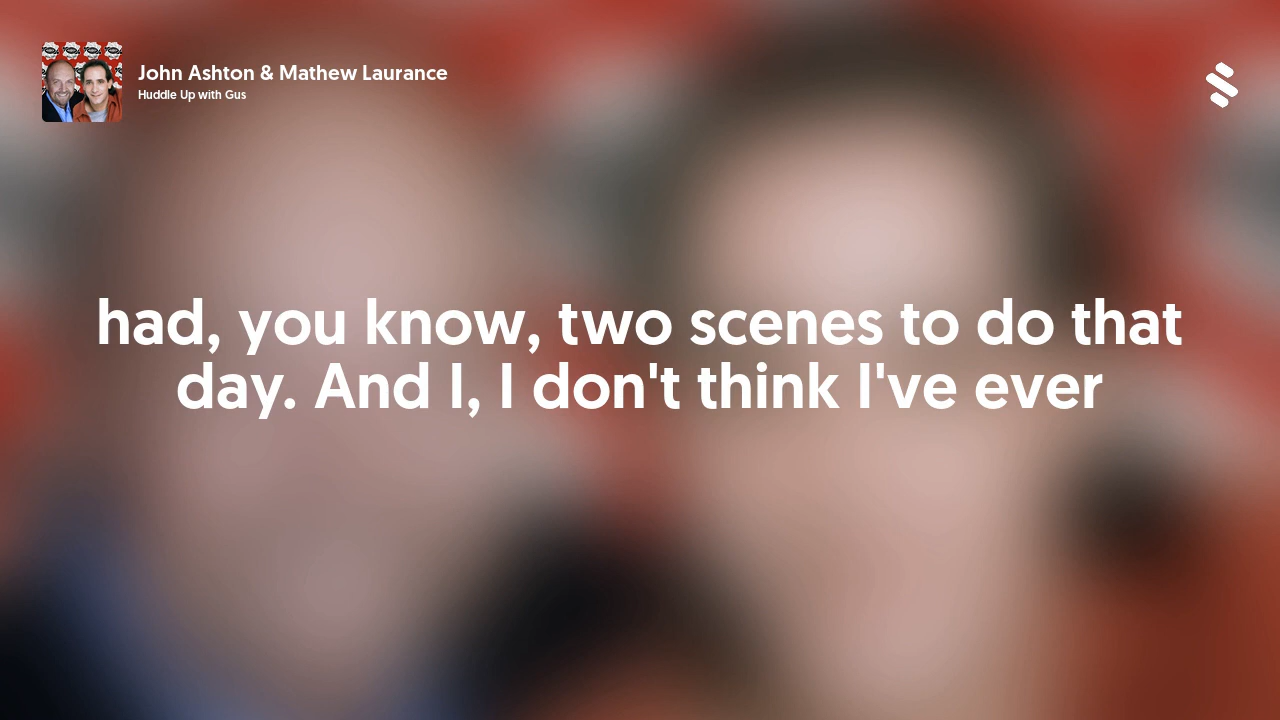 John Ashton & Mathew Laurance
Huddle Up with Gus
had, you know, two scenes to do that
day. And I, I don't think I've ever